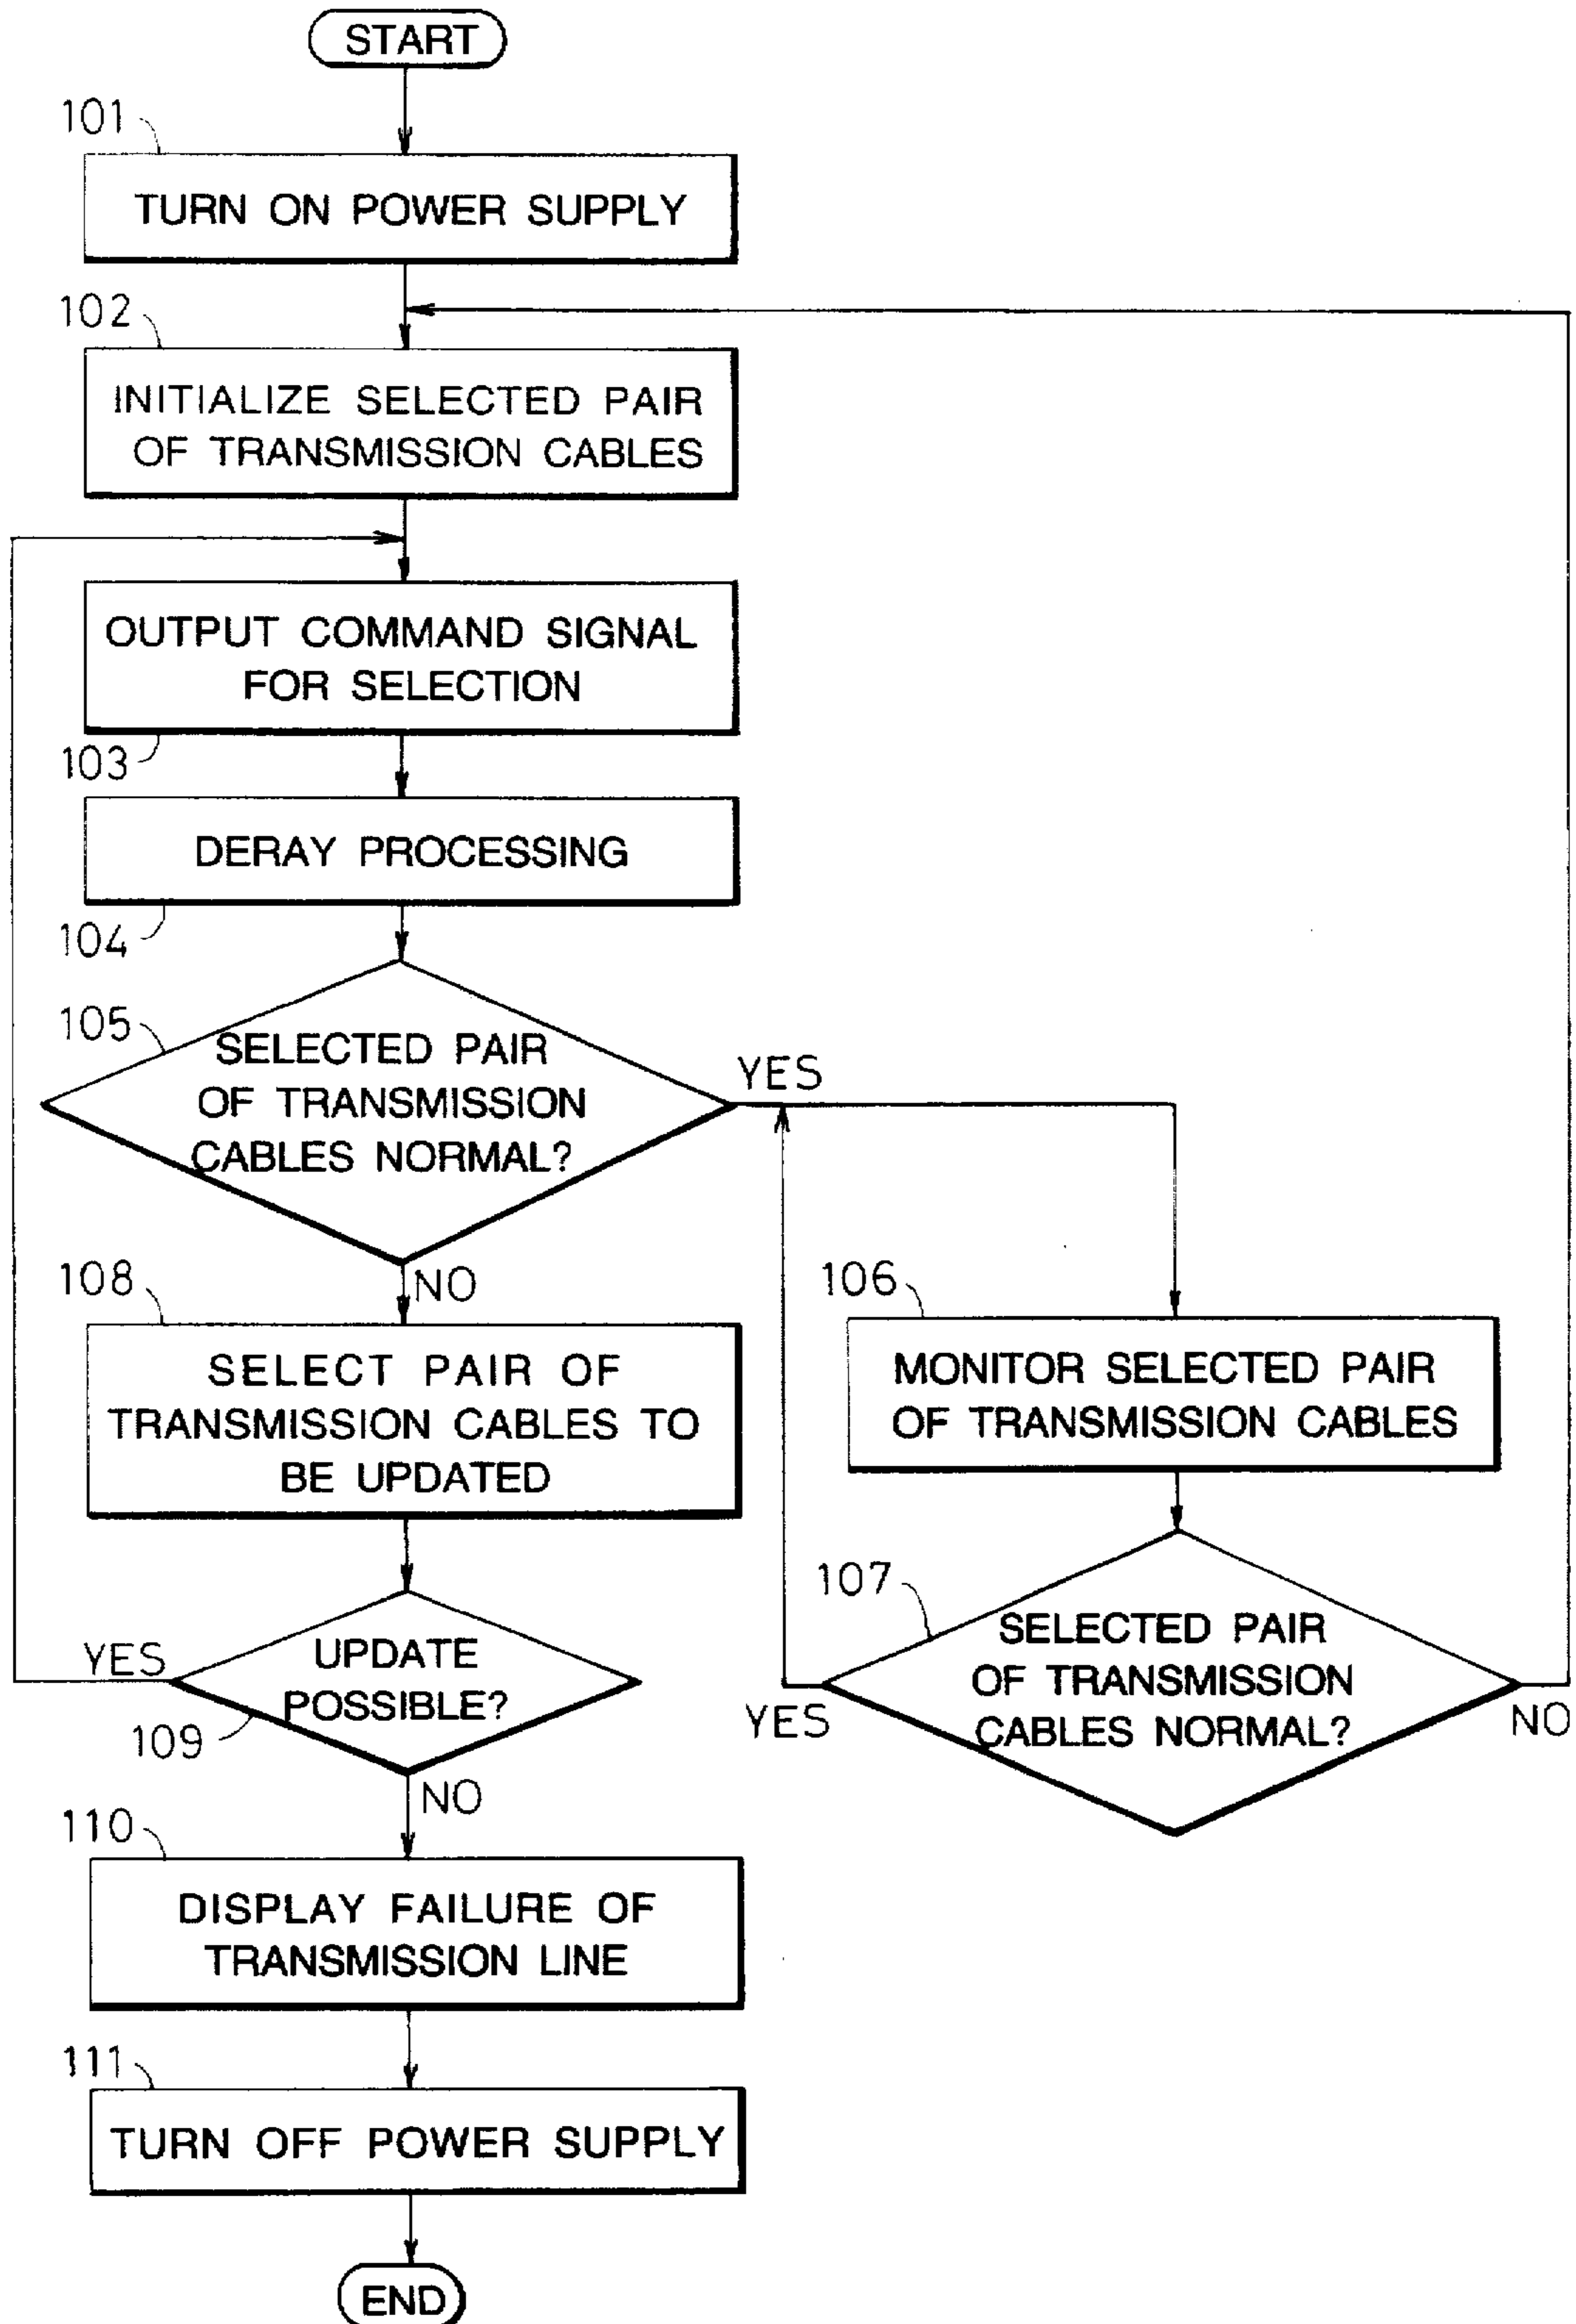 START
101
TURN ON POWER SUPPLY
102
INITIALIZE SELECTED PAIR
OF TRANSMISSION CABLES
OUTPUT COMMAND SIGNAL
FOR SELECTION
103
DERAY PROCESSING
104
105
SELECTED PAIR
OF TRANSMISSION
CABLES NORMAL?
YES
NO
108
SELECT PAIR OF
TRANSMISSION CABLES TO
BE UPDATED
106
MONITOR SELECTED PAIR
OF TRANSMISSION CABLES
107
SELECTED PAIR
OF TRANSMISSION
CABLES NORMAL?
YES
NO
UPDATE
POSSIBLE?
YES
109
NO
110
DISPLAY FAILURE OF
TRANSMISSION LINE
111
TURN OFF POWER SUPPLY
END